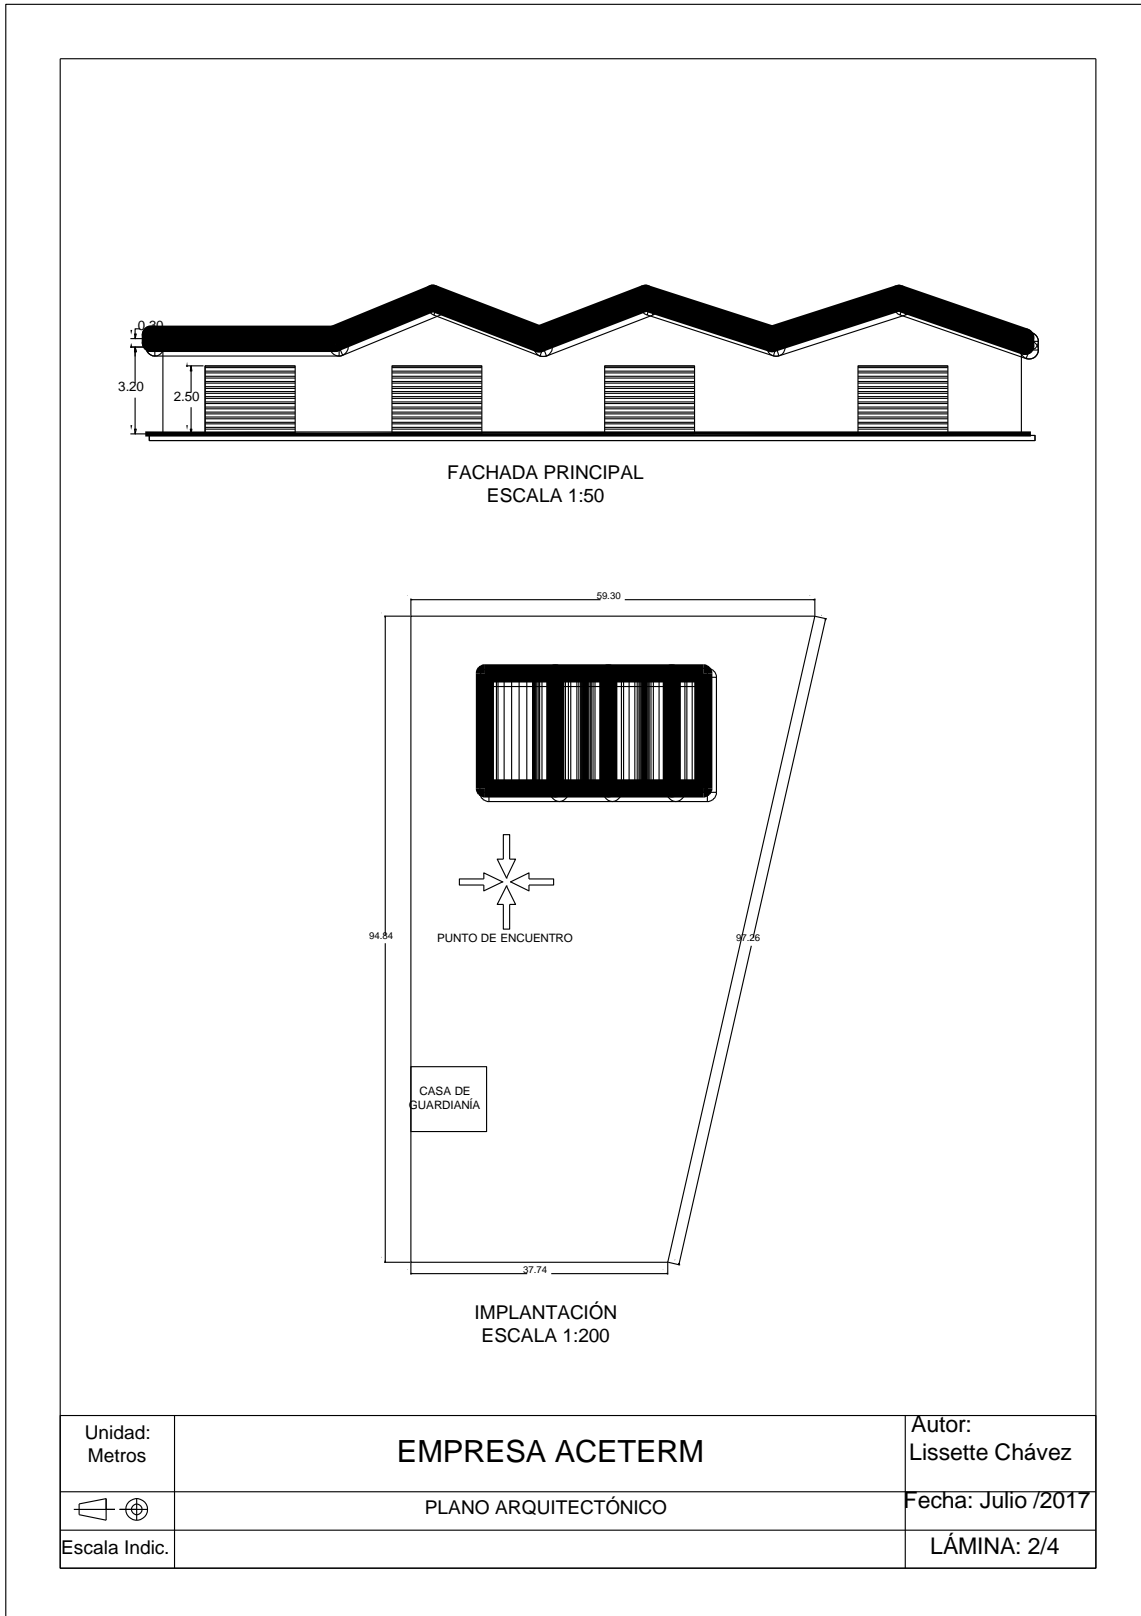 0.20
3.20
2.50
FACHADA PRINCIPAL
ESCALA 1:50
59.30
94.84
97.26
PUNTO DE ENCUENTRO
CASA DE
GUARDIANÍA
37.74
IMPLANTACIÓN
ESCALA 1:200
Unidad:
Metros
EMPRESA ACETERM
Autor:
Lissette Chávez
PLANO ARQUITECTÓNICO
Fecha: Julio /2017
Escala Indic.
LÁMINA: 2/4